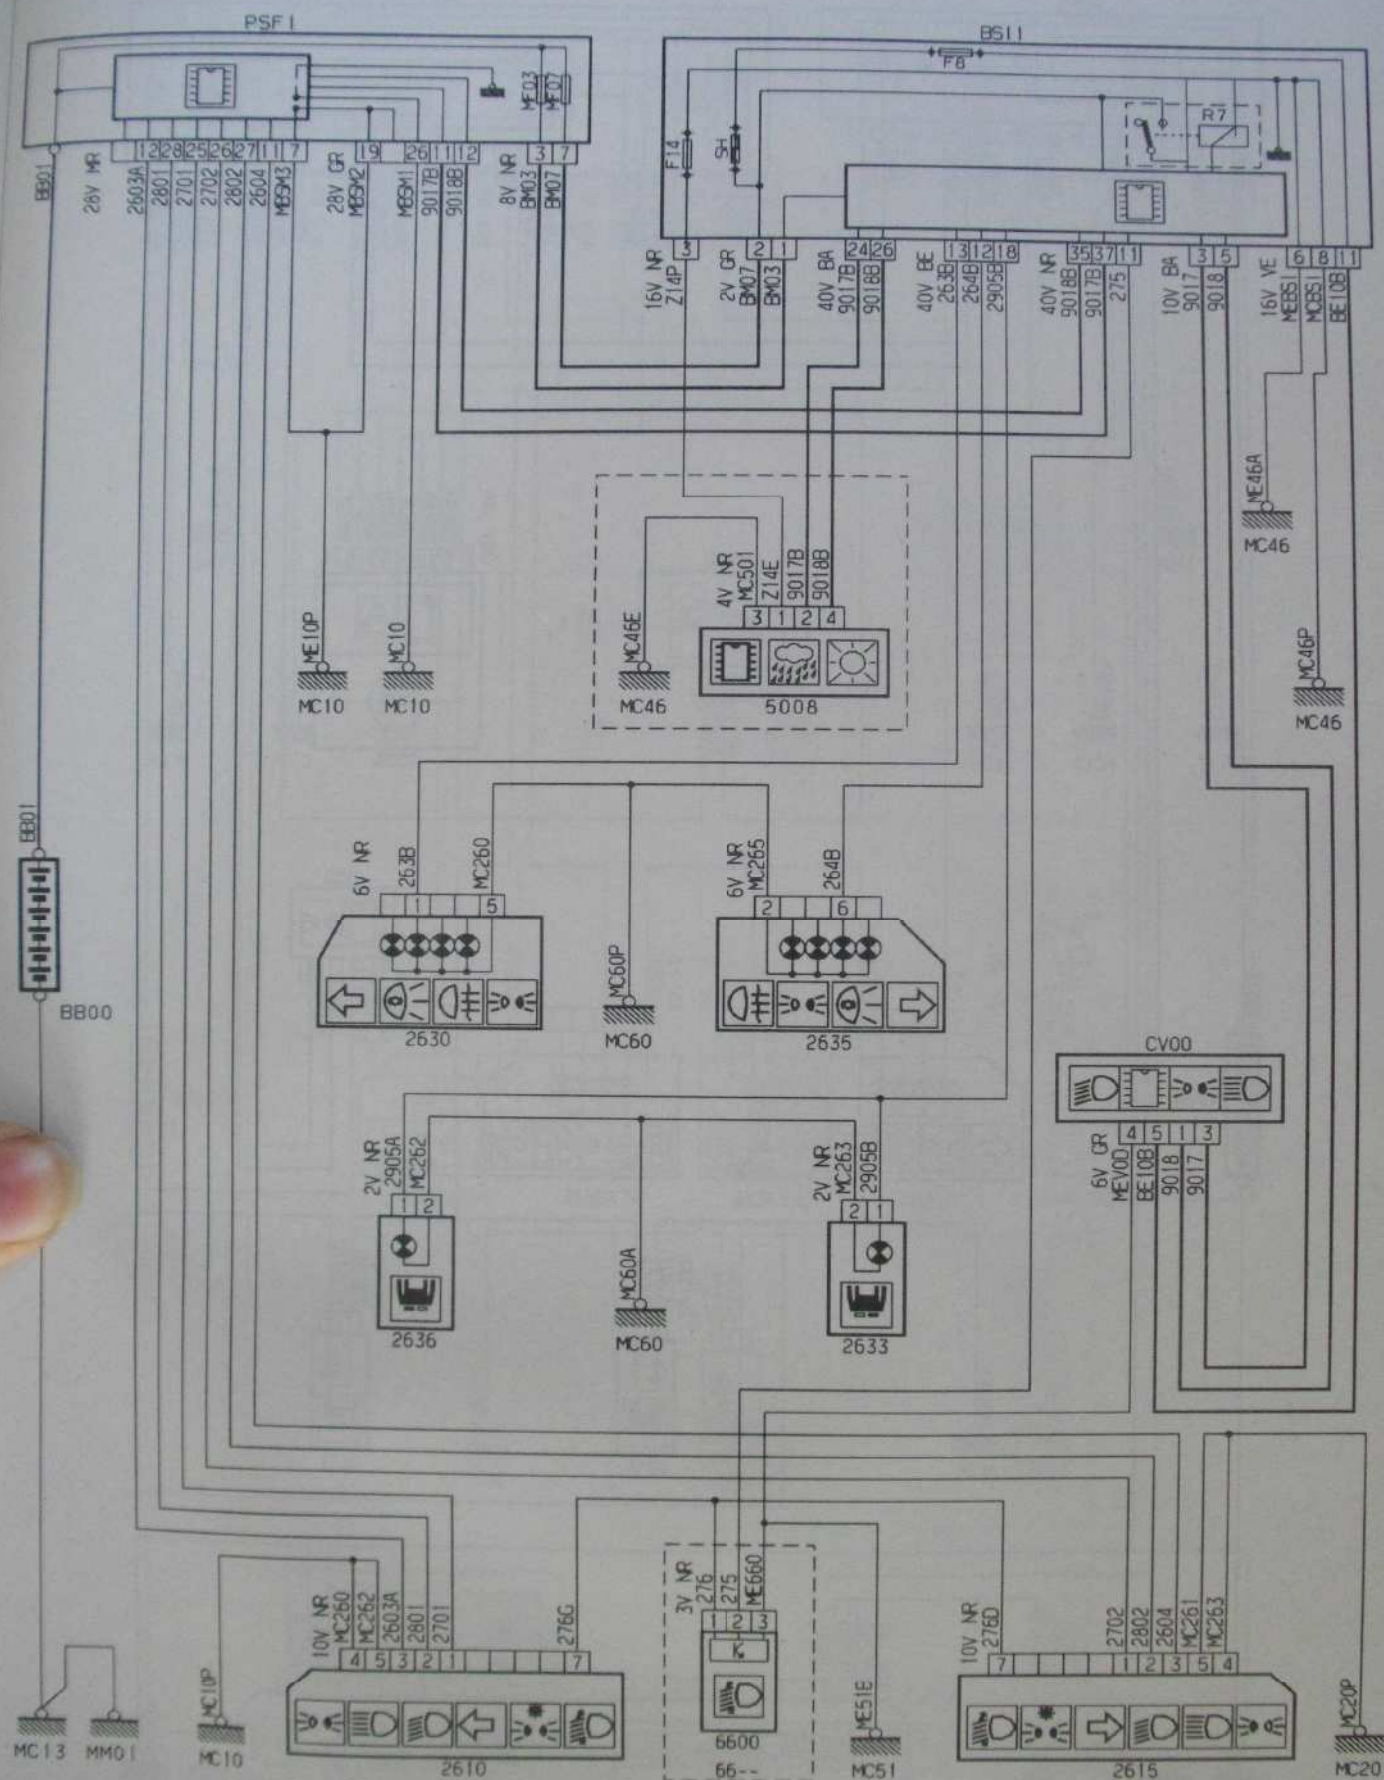 PSF1
BSI1
F8
MF03
MF07
F14
SH
R7
BB01
1 2 28 25 26 27 11 7
19
26 11 12
3 7
28V MR
2603A
2801
2701
2702
2802
2604
MBSM3
28V GR
MBSM2
MBSM1
9017B
9018B
8V NR
BM03
BM07
3
2 1
24 26
13 12 18
35 37 11
3 5
6 8 11
16V NR
Z14P
2V GR
BM07
BM03
40V BA
9017B
9018B
40V BE
263B
264B
2905B
40V NR
9018B
9017B
275
10V BA
9017
9018
16V VE
MEBS1
MCBS1
BE10B
ME46A
MC46
4V NR
MC501
Z14E
9017B
9018B
3 1 2 4
5008
ME10P
MC10
MC10
MC10
MC46E
MC46
MC46P
MC46
BB01
BB00
6V NR
263B
MC260
1 5
2630
MC60P
MC60
6V NR
MC265
264B
2 6
2635
CV00
4 5 1 3
6V GR
MEV0D
BE10B
9018
9017
2V NR
2905A
MC262
1 2
2636
MC60A
MC60
2V NR
MC263
2905B
2 1
2633
10V NR
MC260
MC262
2603A
2801
2701
276G
4 5 3 2 1 7
2610
MC10P
MC10
3V NR
276
275
ME660
1 2 3
6600
66--
ME51E
MC51
10V NR
276D
2702
2802
2604
MC261
MC263
7 1 2 3 5 4
2615
MC20P
MC20
MC13
MM01